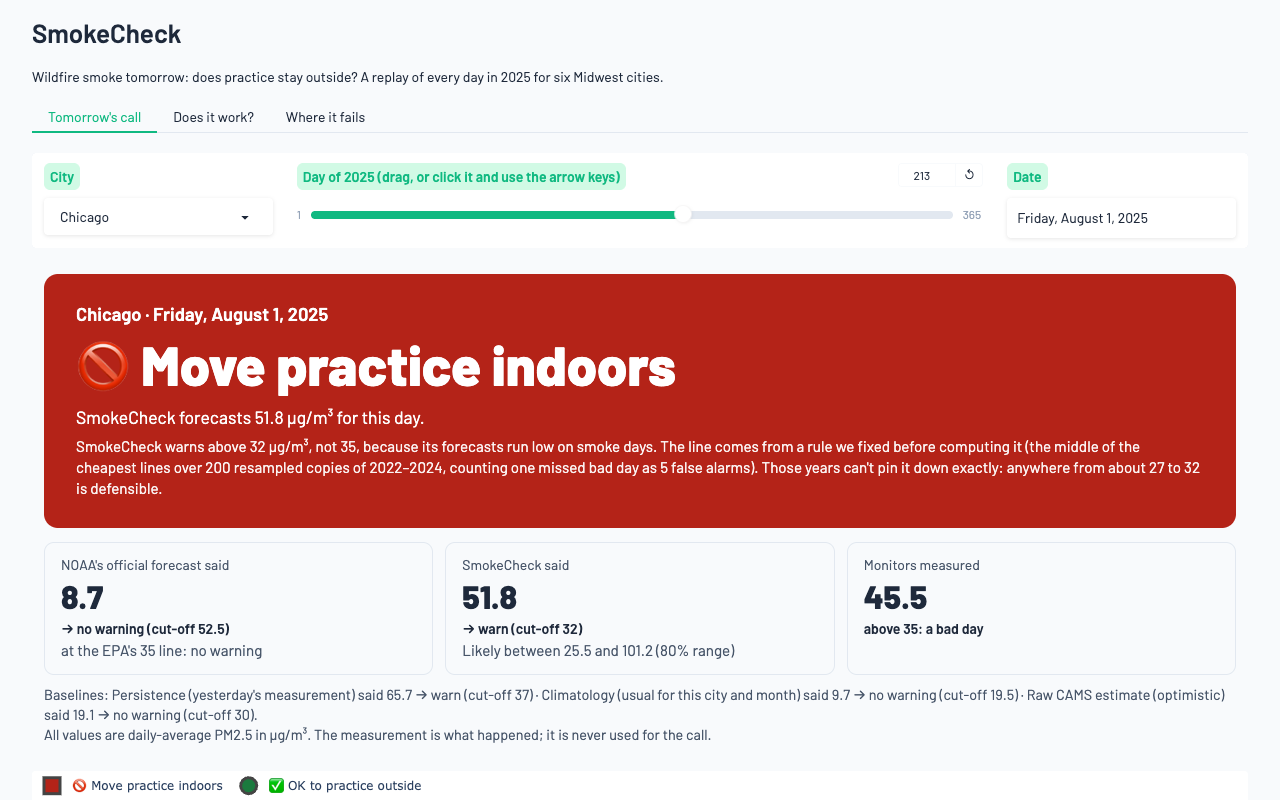 SmokeCheck
Wildfire smoke tomorrow: does practice stay outside? A replay of every day in 2025 for six Midwest cities.
Tomorrow's call Does it work? Where it fails
City Day of 2025 (drag, or click it and use the arrow keys) 213 Date
Chicago 1 365 Friday, August 1, 2025
Chicago · Friday, August 1, 2025
🚫 Move practice indoors
SmokeCheck forecasts 51.8 µg/m³ for this day.
SmokeCheck warns above 32 µg/m³, not 35, because its forecasts run low on smoke days. The line comes from a rule we fixed before computing it (the middle of the
cheapest lines over 200 resampled copies of 2022–2024, counting one missed bad day as 5 false alarms). Those years can't pin it down exactly: anywhere from about 27 to 32
is defensible.
NOAA's official forecast said
8.7
→ no warning (cut-off 52.5)
at the EPA's 35 line: no warning
SmokeCheck said
51.8
→ warn (cut-off 32)
Likely between 25.5 and 101.2 (80% range)
Monitors measured
45.5
above 35: a bad day
Baselines: Persistence (yesterday's measurement) said 65.7 → warn (cut-off 37) · Climatology (usual for this city and month) said 9.7 → no warning (cut-off 19.5) · Raw CAMS estimate (optimistic)
said 19.1 → no warning (cut-off 30).
All values are daily-average PM2.5 in µg/m³. The measurement is what happened; it is never used for the call.
🚫 Move practice indoors ✅ OK to practice outside